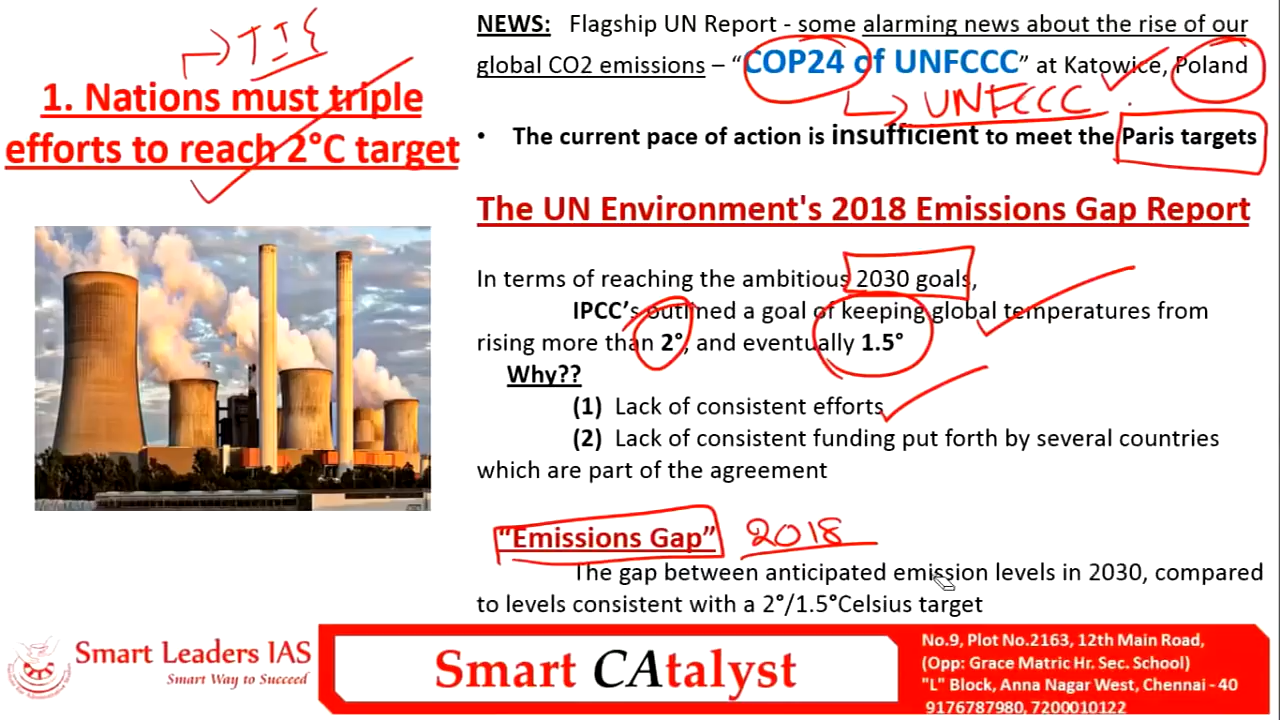 TIE
1. Nations must triple
efforts to reach 2°C target
NEWS: Flagship UN Report - some alarming news about the rise of our
global CO2 emissions – “COP24 of UNFCCC” at Katowice, Poland
UNFCCC
• The current pace of action is insufficient to meet the Paris targets
The UN Environment's 2018 Emissions Gap Report
In terms of reaching the ambitious 2030 goals,
IPCC’s outlined a goal of keeping global temperatures from
rising more than 2°, and eventually 1.5°
Why??
(1) Lack of consistent efforts
(2) Lack of consistent funding put forth by several countries
which are part of the agreement
“Emissions Gap” 2018
The gap between anticipated emission levels in 2030, compared
to levels consistent with a 2°/1.5°Celsius target
Smart Leaders IAS
Smart Way to Succeed
Smart CAtalyst
No.9, Plot No.2163, 12th Main Road,
(Opp: Grace Matric Hr. Sec. School)
"L" Block, Anna Nagar West, Chennai - 40
9176787980, 7200010122